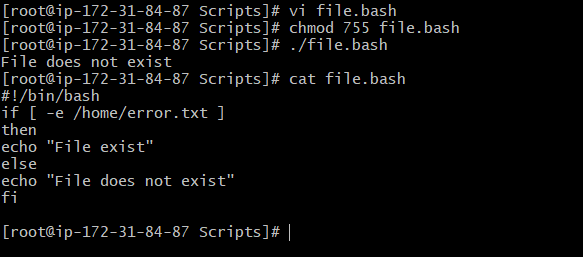 [root@ip-172-31-84-87 Scripts]# vi file.bash
[root@ip-172-31-84-87 Scripts]# chmod 755 file.bash
[root@ip-172-31-84-87 Scripts]# ./file.bash
File does not exist
[root@ip-172-31-84-87 Scripts]# cat file.bash
#!/bin/bash
if [ -e /home/error.txt ]
then
echo "File exist"
else
echo "File does not exist"
fi
[root@ip-172-31-84-87 Scripts]#